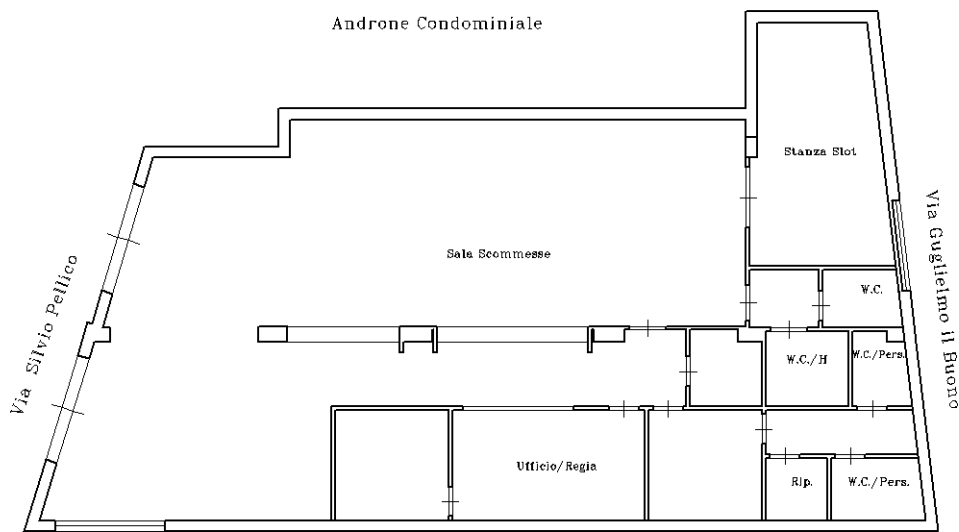 Androne Condominiale
Stanza Slot
Via Guglielmo il Buono
Sala Scommesse
Via Silvio Pellico
W.C.
W.C./H
W.C./Pers.
Ufficio/Regia
Rip.
W.C./Pers.